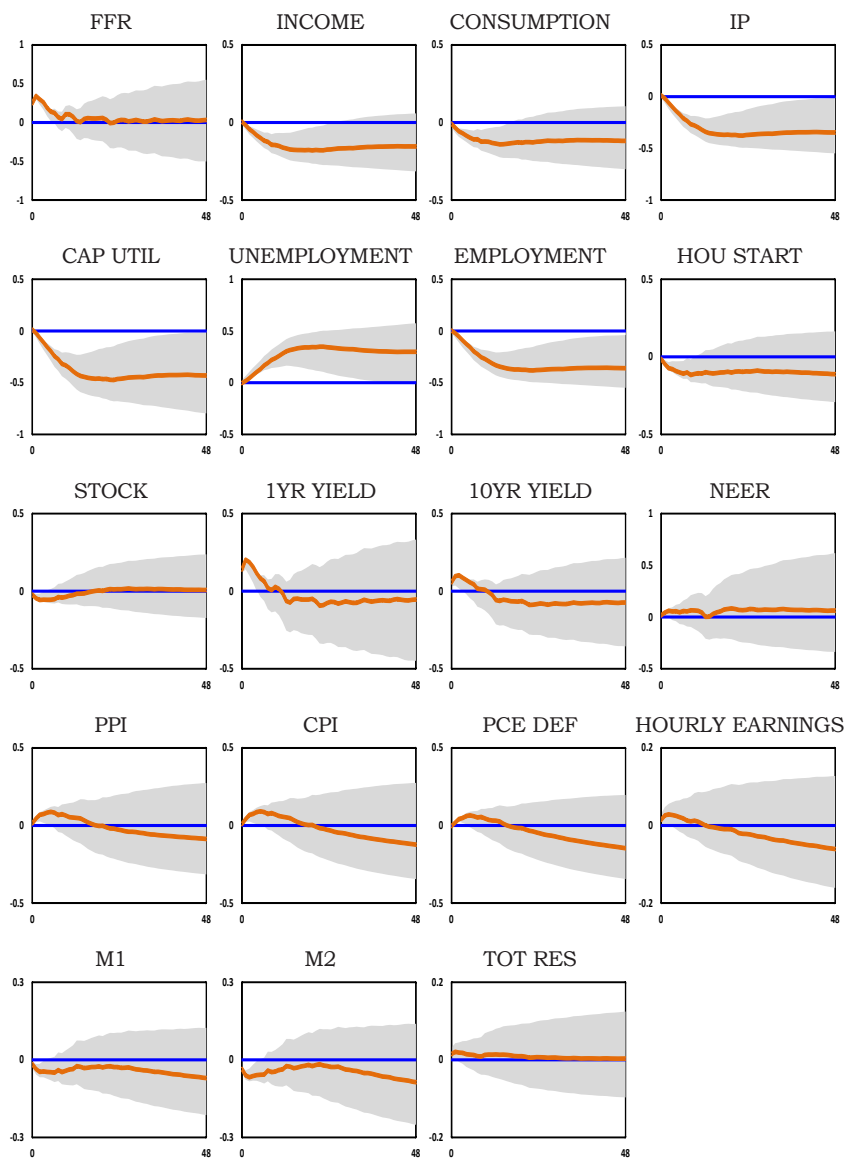 FFR INCOME CONSUMPTION IP
1 0.5 0.5 0.5
0.5 0
0 0 0
-0.5 -0.5
-1 -0.5 -0.5 -1
0 48 0 48 0 48 0 48
CAP UTIL UNEMPLOYMENT EMPLOYMENT HOU START
0.5 1 0.5 0.5
0 0.5 0
0
-0.5 0 -0.5
-1 -0.5 -1 -0.5
0 48 0 48 0 48 0 48
STOCK 1YR YIELD 10YR YIELD NEER
0.5 0.5 0.5 1
0.5
0 0 0
0
-0.5 -0.5 -0.5 -0.5
0 48 0 48 0 48 0 48
PPI CPI PCE DEF HOURLY EARNINGS
0.5 0.5 0.5 0.2
0 0 0 0
-0.5 -0.5 -0.5 -0.2
0 48 0 48 0 48 0 48
M1 M2 TOT RES
0.3 0.3 0.2
0 0 0
-0.3 -0.3 -0.2
0 48 0 48 0 48